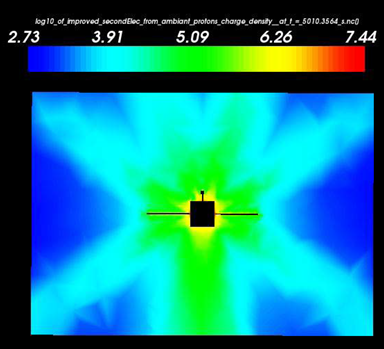 log10_of_improved_secondElec_from_ambiant_protons_charge_density__at_t_=_5010.3564_s.nc()
2.73 3.91 5.09 6.26 7.44